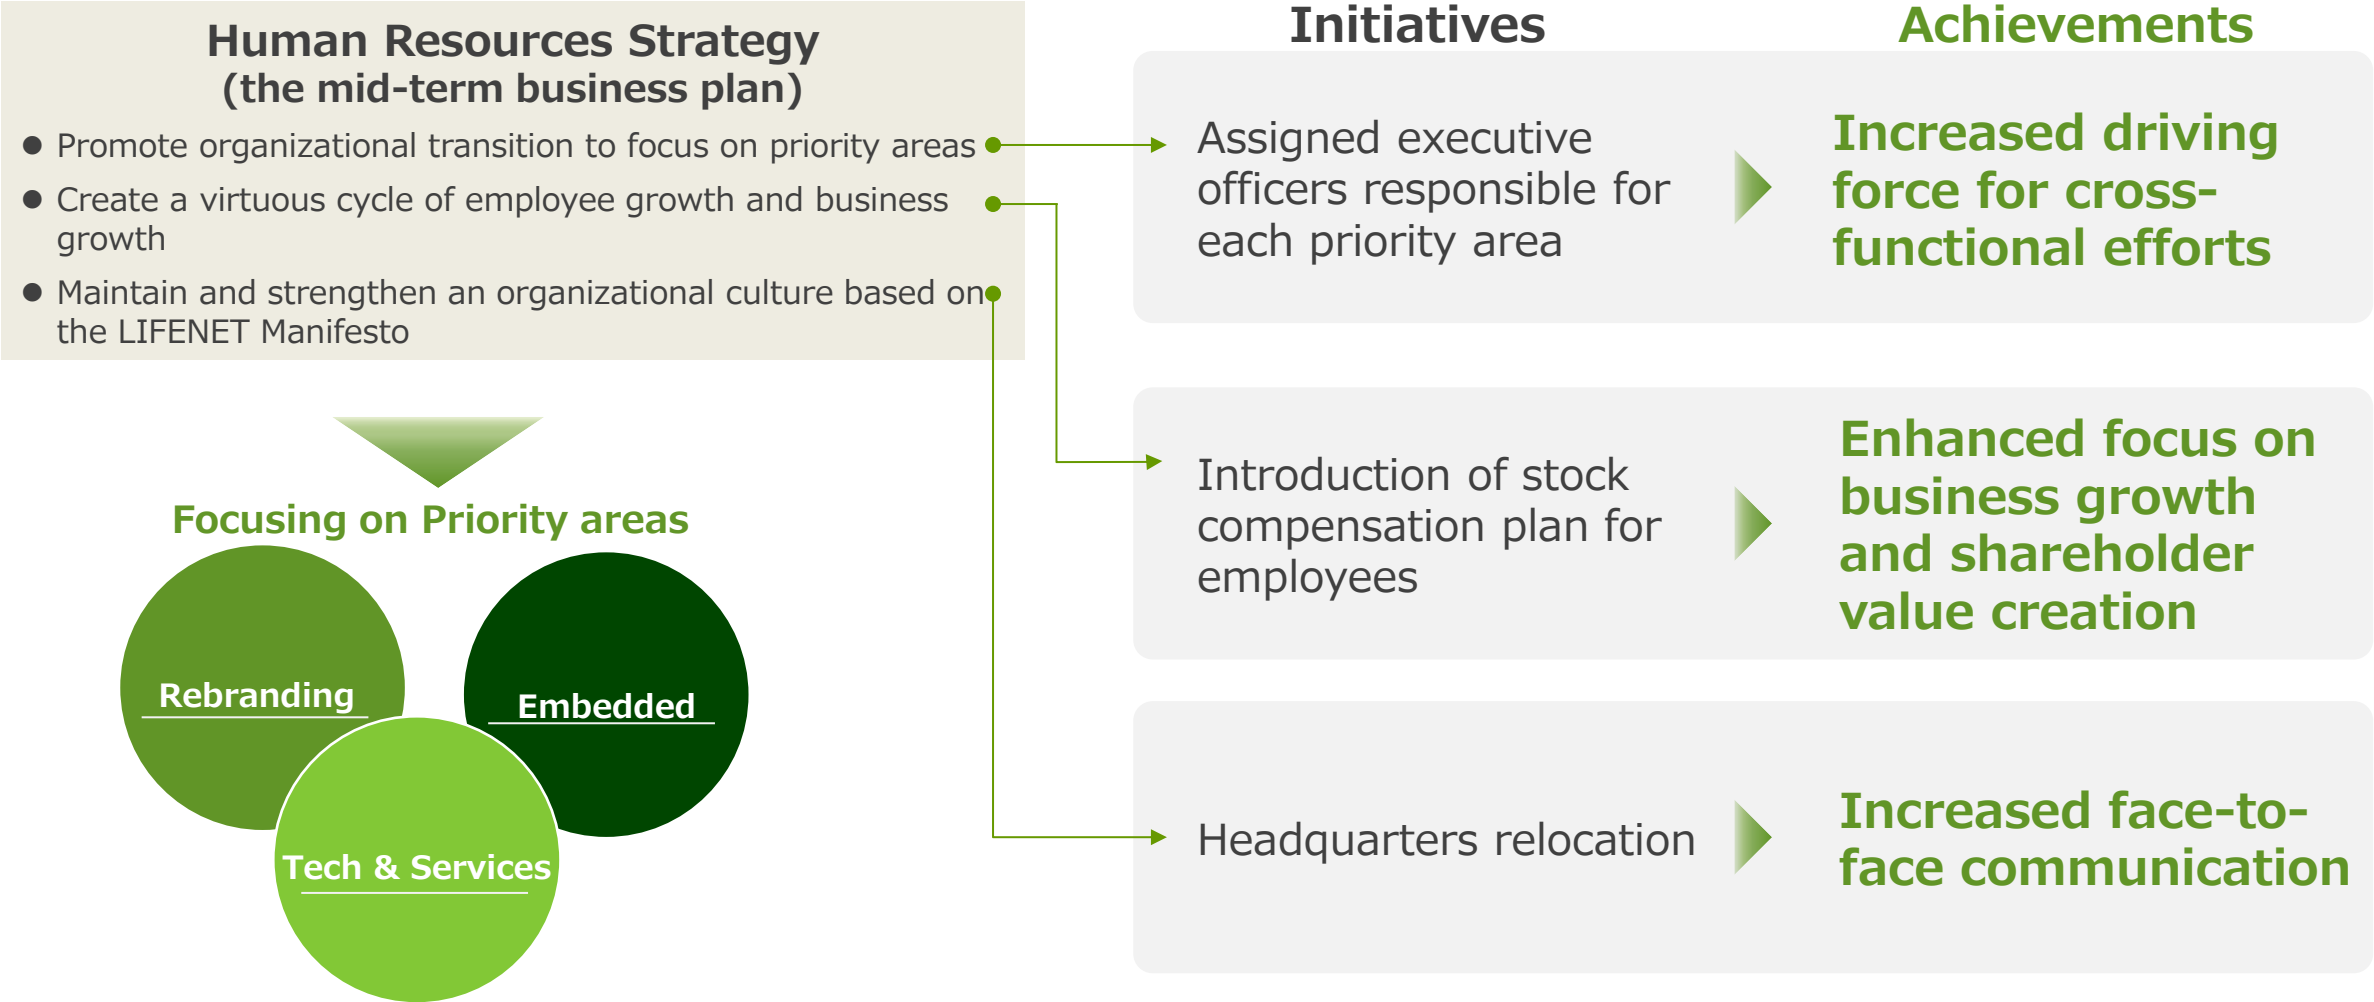 Human Resources Strategy
(the mid-term business plan)
● Promote organizational transition to focus on priority areas
● Create a virtuous cycle of employee growth and business
growth
● Maintain and strengthen an organizational culture based on
the LIFENET Manifesto
Focusing on Priority areas
Rebranding
Embedded
Tech & Services
Initiatives
Achievements
Assigned executive
officers responsible for
each priority area
Increased driving
force for cross-
functional efforts
Introduction of stock
compensation plan for
employees
Enhanced focus on
business growth
and shareholder
value creation
Headquarters relocation
Increased face-to-
face communication